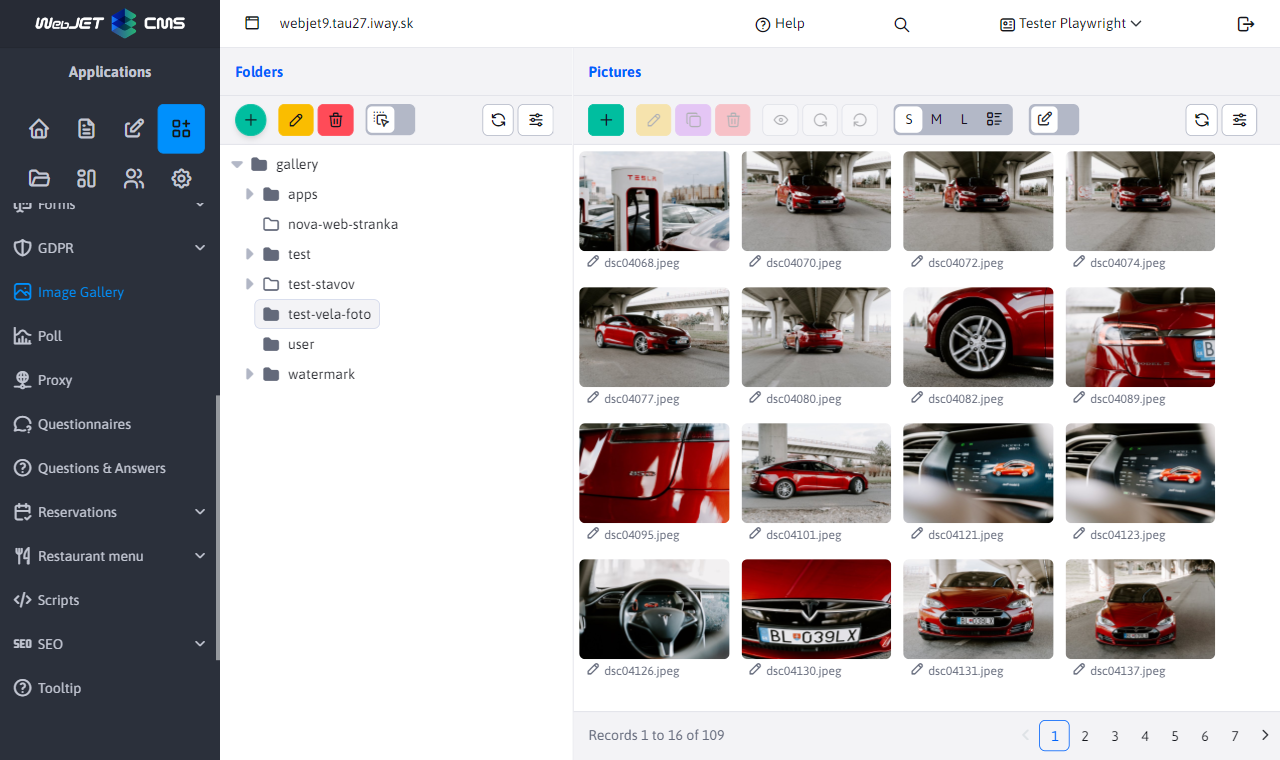 WebJET CMS
webjet9.tau27.iway.sk
Help
Tester Playwright
Applications
Forms
GDPR
Image Gallery
Poll
Proxy
Questionnaires
Questions & Answers
Reservations
Restaurant menu
Scripts
SEO SEO
Tooltip
Folders
gallery
apps
nova-web-stranka
test
test-stavov
test-vela-foto
user
watermark
Pictures
S M L
TESLA
dsc04068.jpeg dsc04070.jpeg dsc04072.jpeg dsc04074.jpeg
dsc04077.jpeg dsc04080.jpeg dsc04082.jpeg dsc04089.jpeg
dsc04095.jpeg dsc04101.jpeg dsc04121.jpeg dsc04123.jpeg
BL 039LX
dsc04126.jpeg dsc04130.jpeg dsc04131.jpeg dsc04137.jpeg
Records 1 to 16 of 109
1 2 3 4 5 6 7